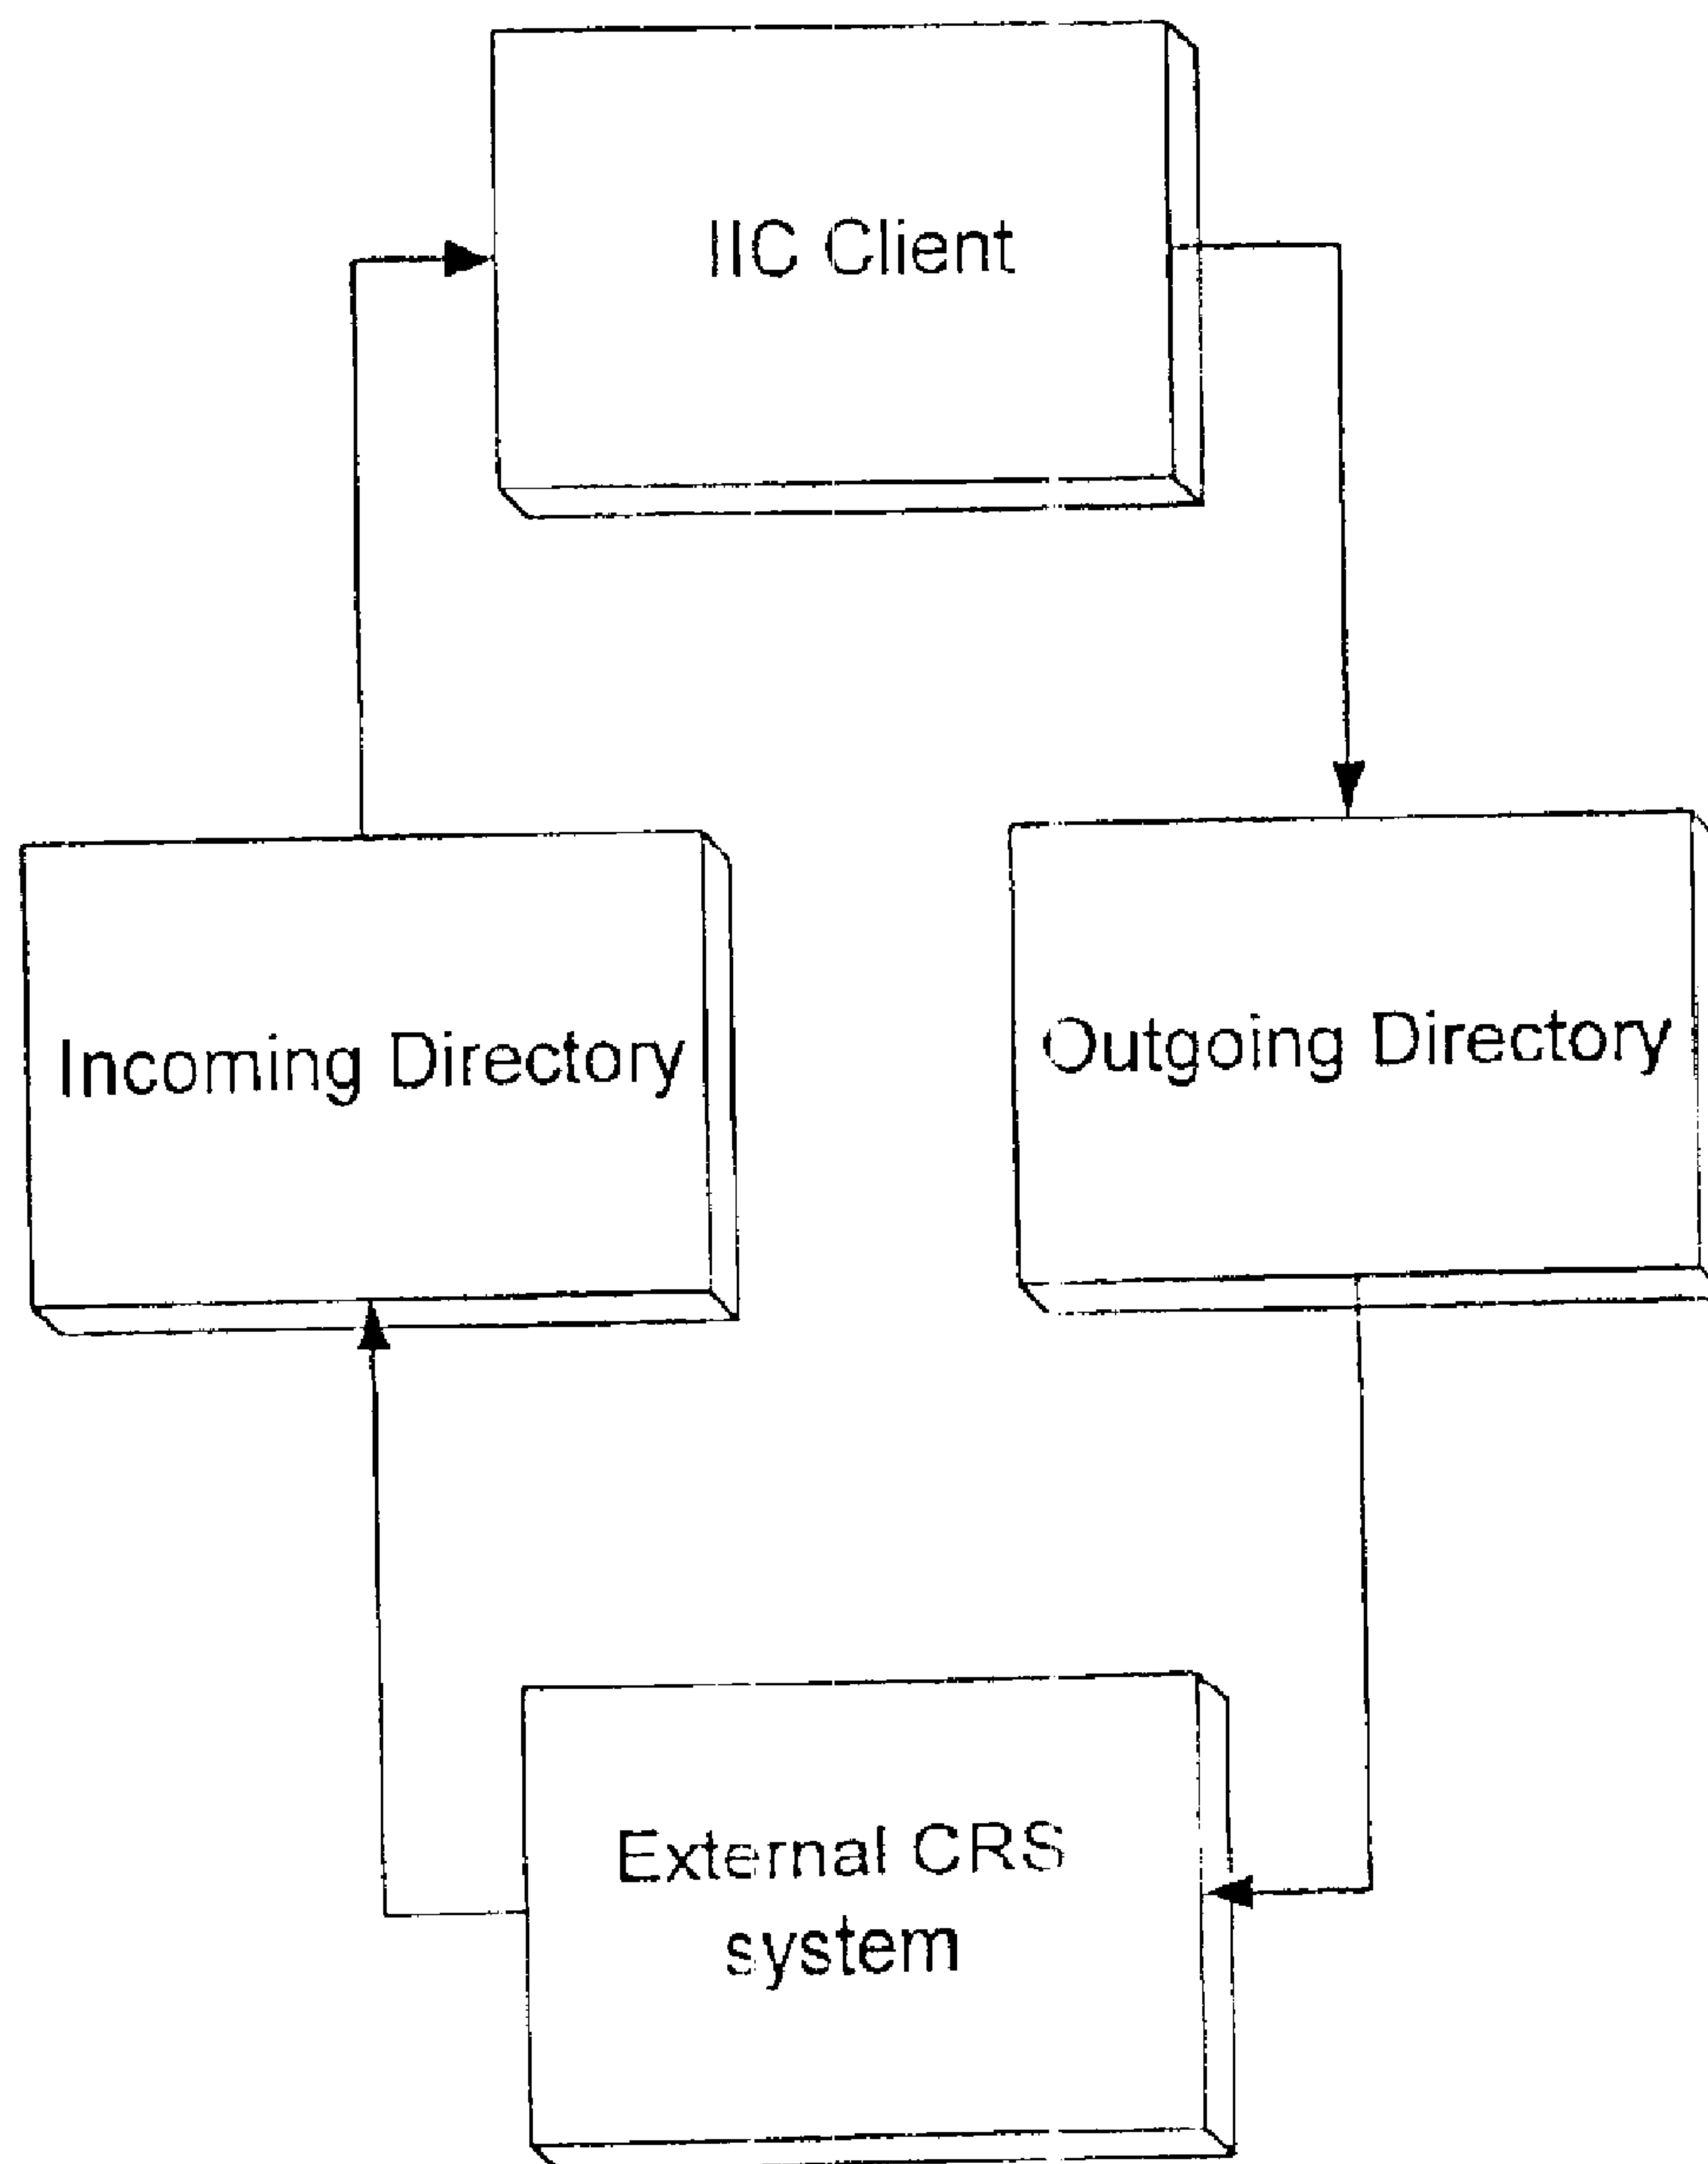 IIC Client
Incoming Directory
Outgoing Directory
External CRS
system